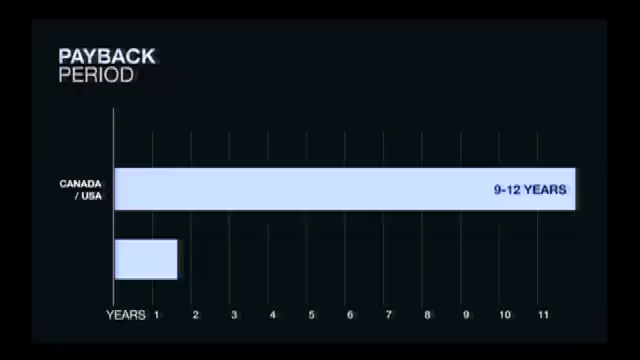 PAYBACK
PERIOD
CANADA
/ USA
9-12 YEARS
YEARS 1 2 3 4 5 6 7 8 9 10 11